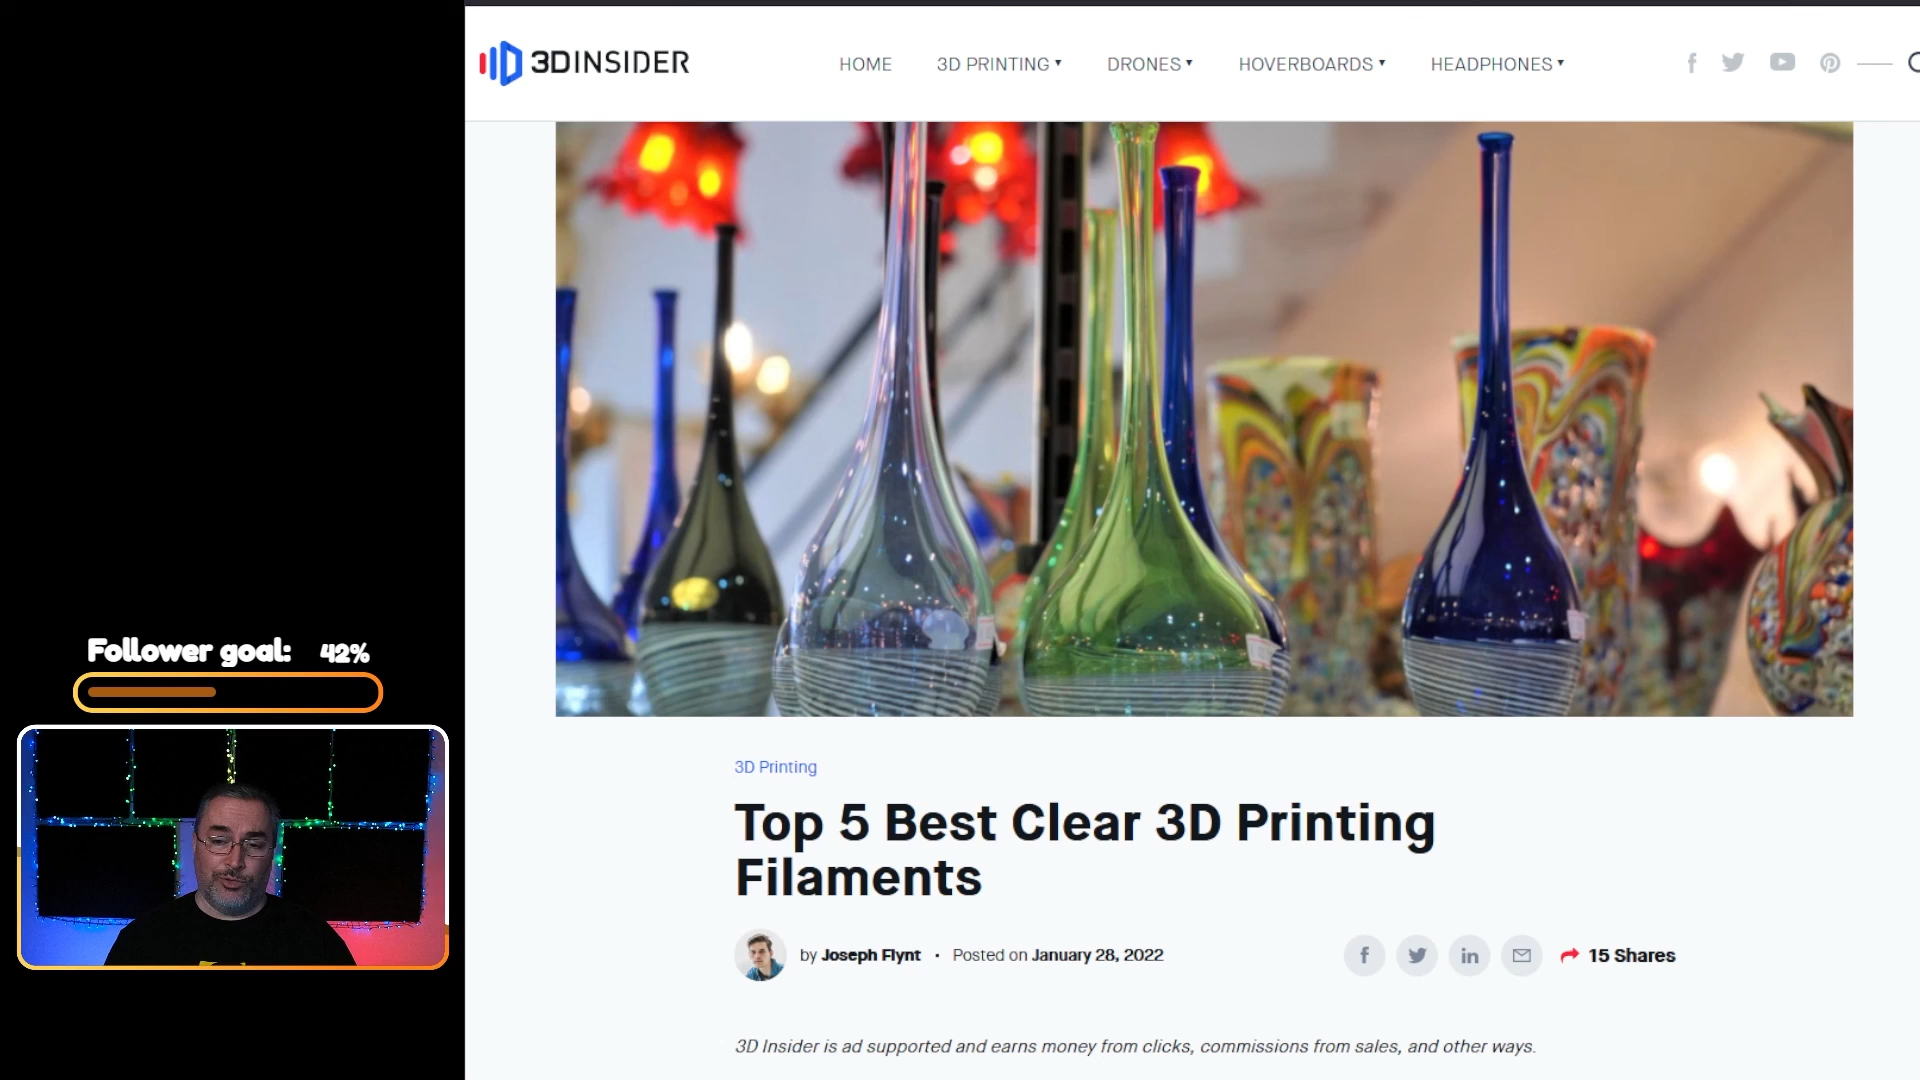 3DINSIDER
HOME
3D PRINTING
DRONES
HOVERBOARDS
HEADPHONES
Follower goal: 42%
3D Printing
Top 5 Best Clear 3D Printing
Filaments
by Joseph Flynt · Posted on January 28, 2022
15 Shares
3D Insider is ad supported and earns money from clicks, commissions from sales, and other ways.